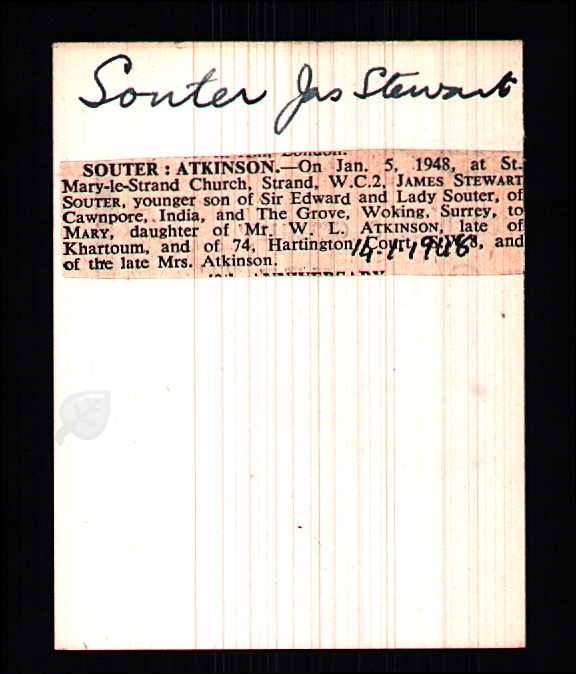 Souter Jas Stewart
SOUTER : ATKINSON.—On Jan. 5, 1948, at St.
Mary-le-Strand Church, Strand, W.C.2, JAMES STEWART
SOUTER, younger son of Sir Edward and Lady Souter, of
Cawnpore, India, and The Grove, Woking, Surrey, to
MARY, daughter of Mr. W. L. ATKINSON, late of
Khartoum, and of 74, Hartington Court, and
14-1-1948
of the late Mrs. Atkinson.
ANNIVERSARY